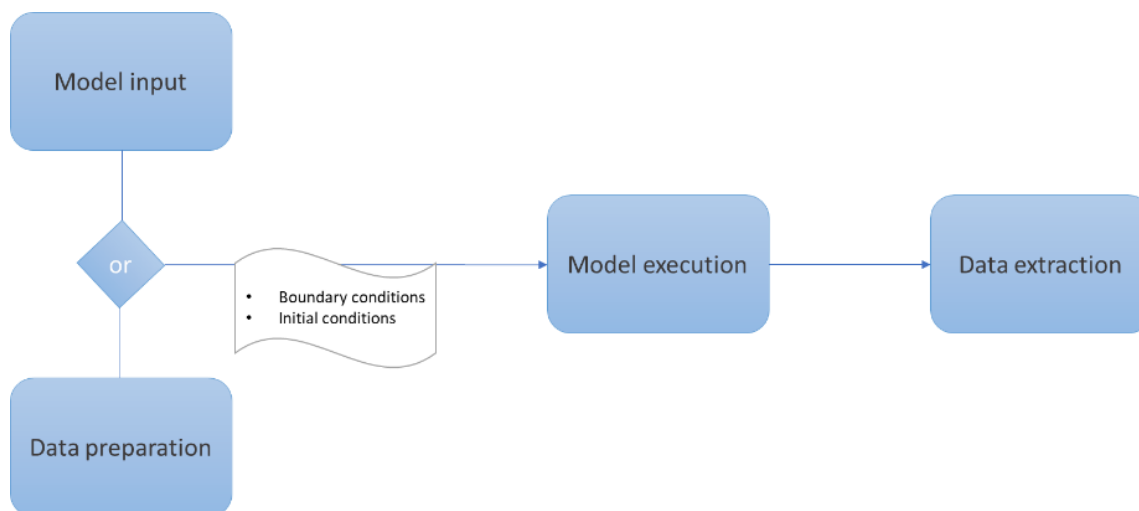 Model input
or
• Boundary conditions
• Initial conditions
Model execution
Data extraction
Data preparation